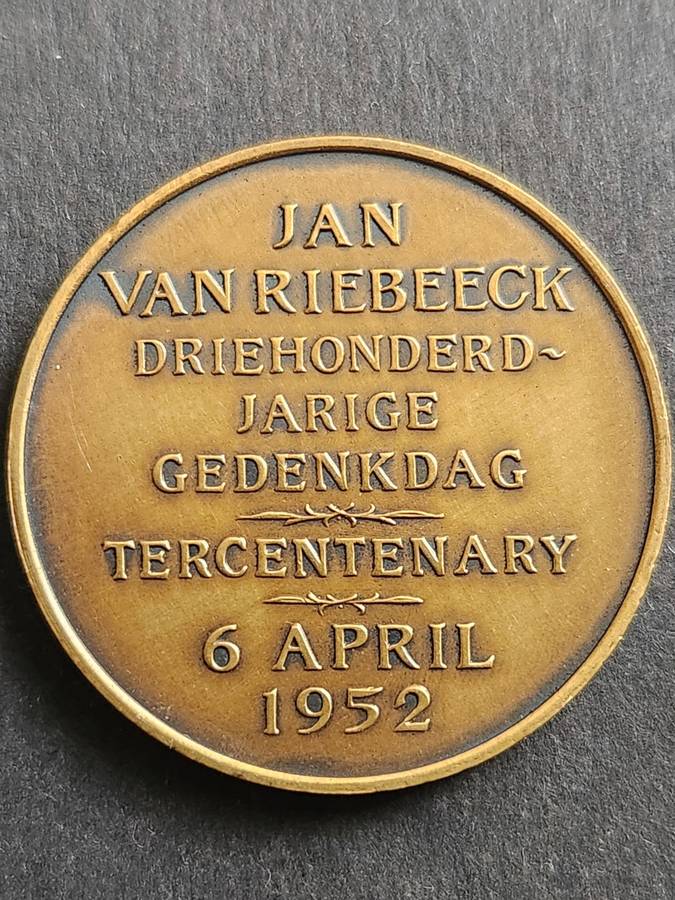 JAN
VAN RIEBEECK
DRIEHONDERD~
JARIGE
GEDENKDAG
TERCENTENARY
6 APRIL
1952